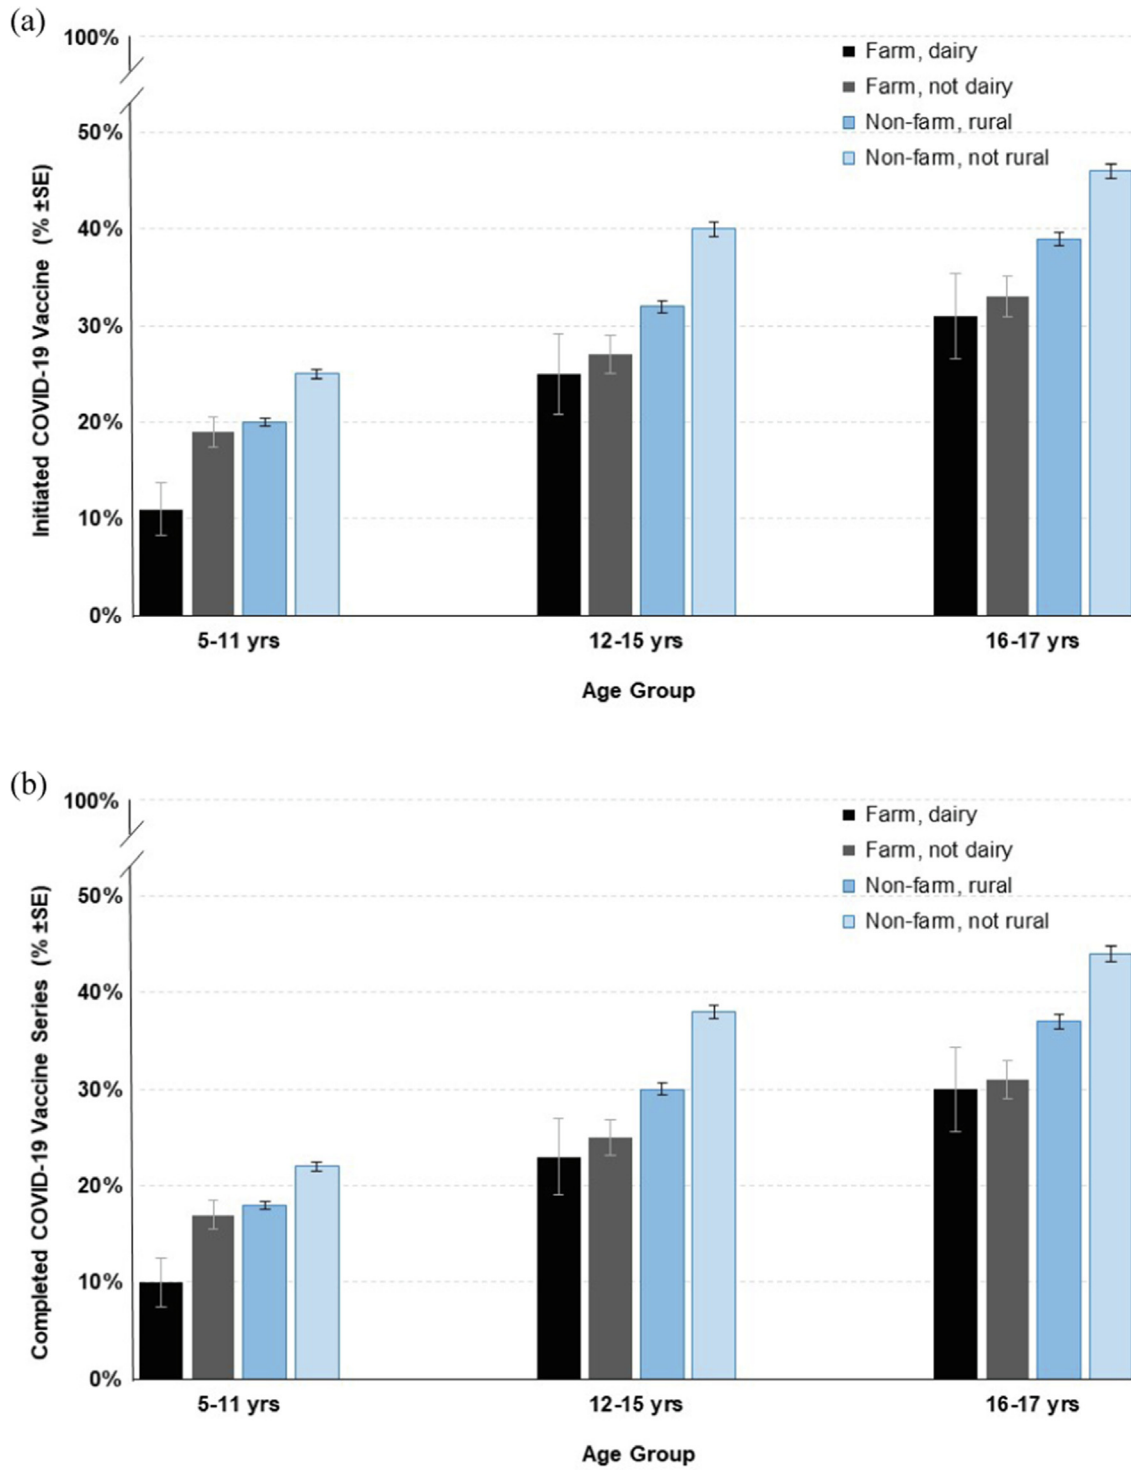 (a)
100%
50%
40%
30%
20%
10%
0%
Initiated COVID-19 Vaccine (% ±SE)
Farm, dairy
Farm, not dairy
Non-farm, rural
Non-farm, not rural
5-11 yrs
12-15 yrs
16-17 yrs
Age Group
(b)
100%
50%
40%
30%
20%
10%
0%
Completed COVID-19 Vaccine Series (% ±SE)
Farm, dairy
Farm, not dairy
Non-farm, rural
Non-farm, not rural
5-11 yrs
12-15 yrs
16-17 yrs
Age Group